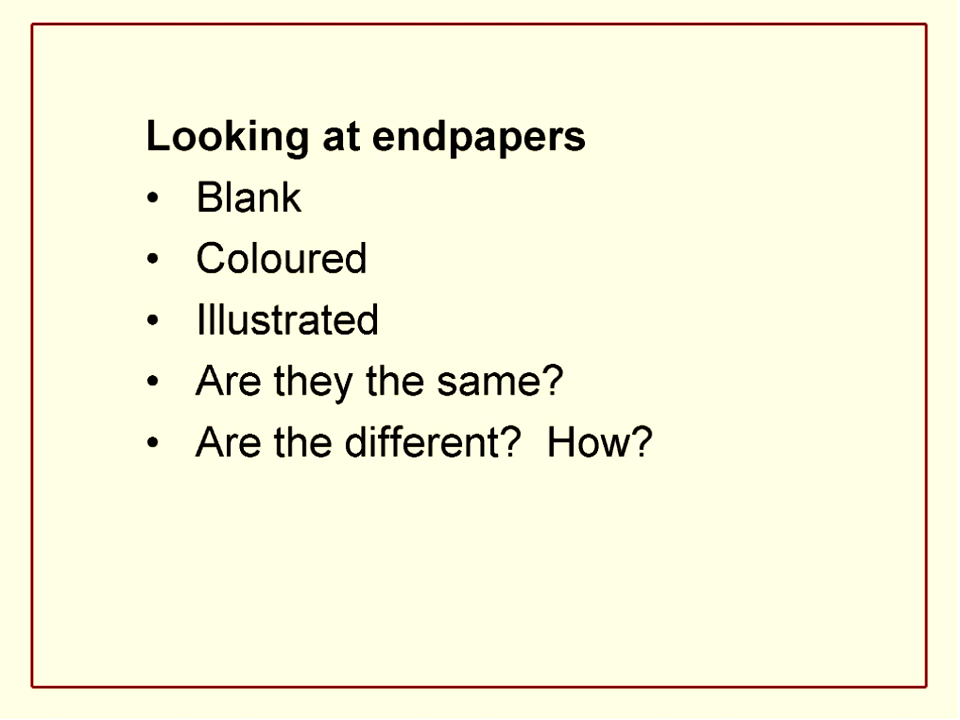 Looking at endpapers
• Blank
• Coloured
• Illustrated
• Are they the same?
• Are the different?  How?